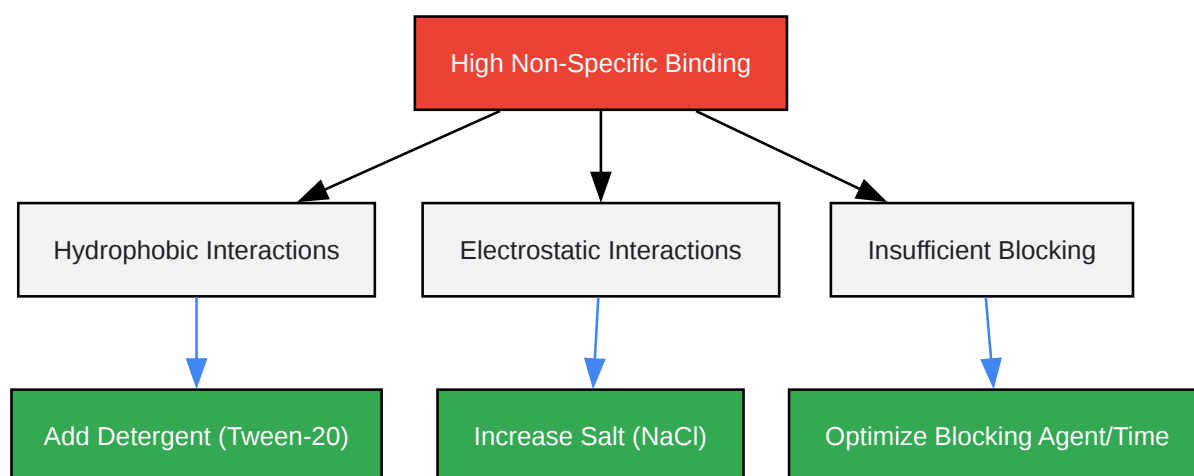 High Non-Specific Binding
Hydrophobic Interactions
Electrostatic Interactions
Insufficient Blocking
Add Detergent (Tween-20)
Increase Salt (NaCl)
Optimize Blocking Agent/Time